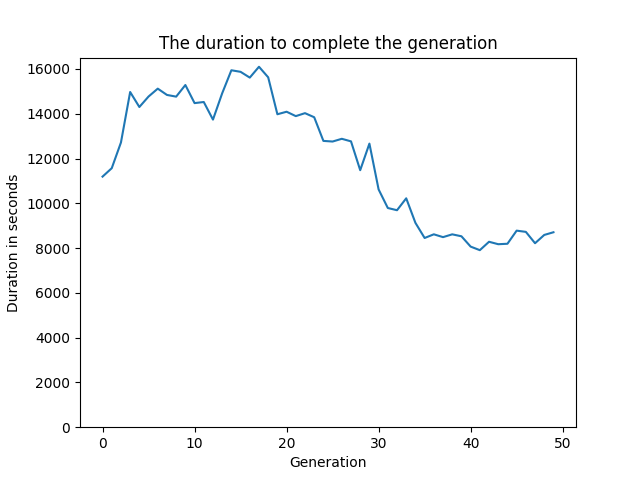 The duration to complete the generation
Duration in seconds
16000
14000
12000
10000
8000
6000
4000
2000
0
0 10 20 30 40 50
Generation